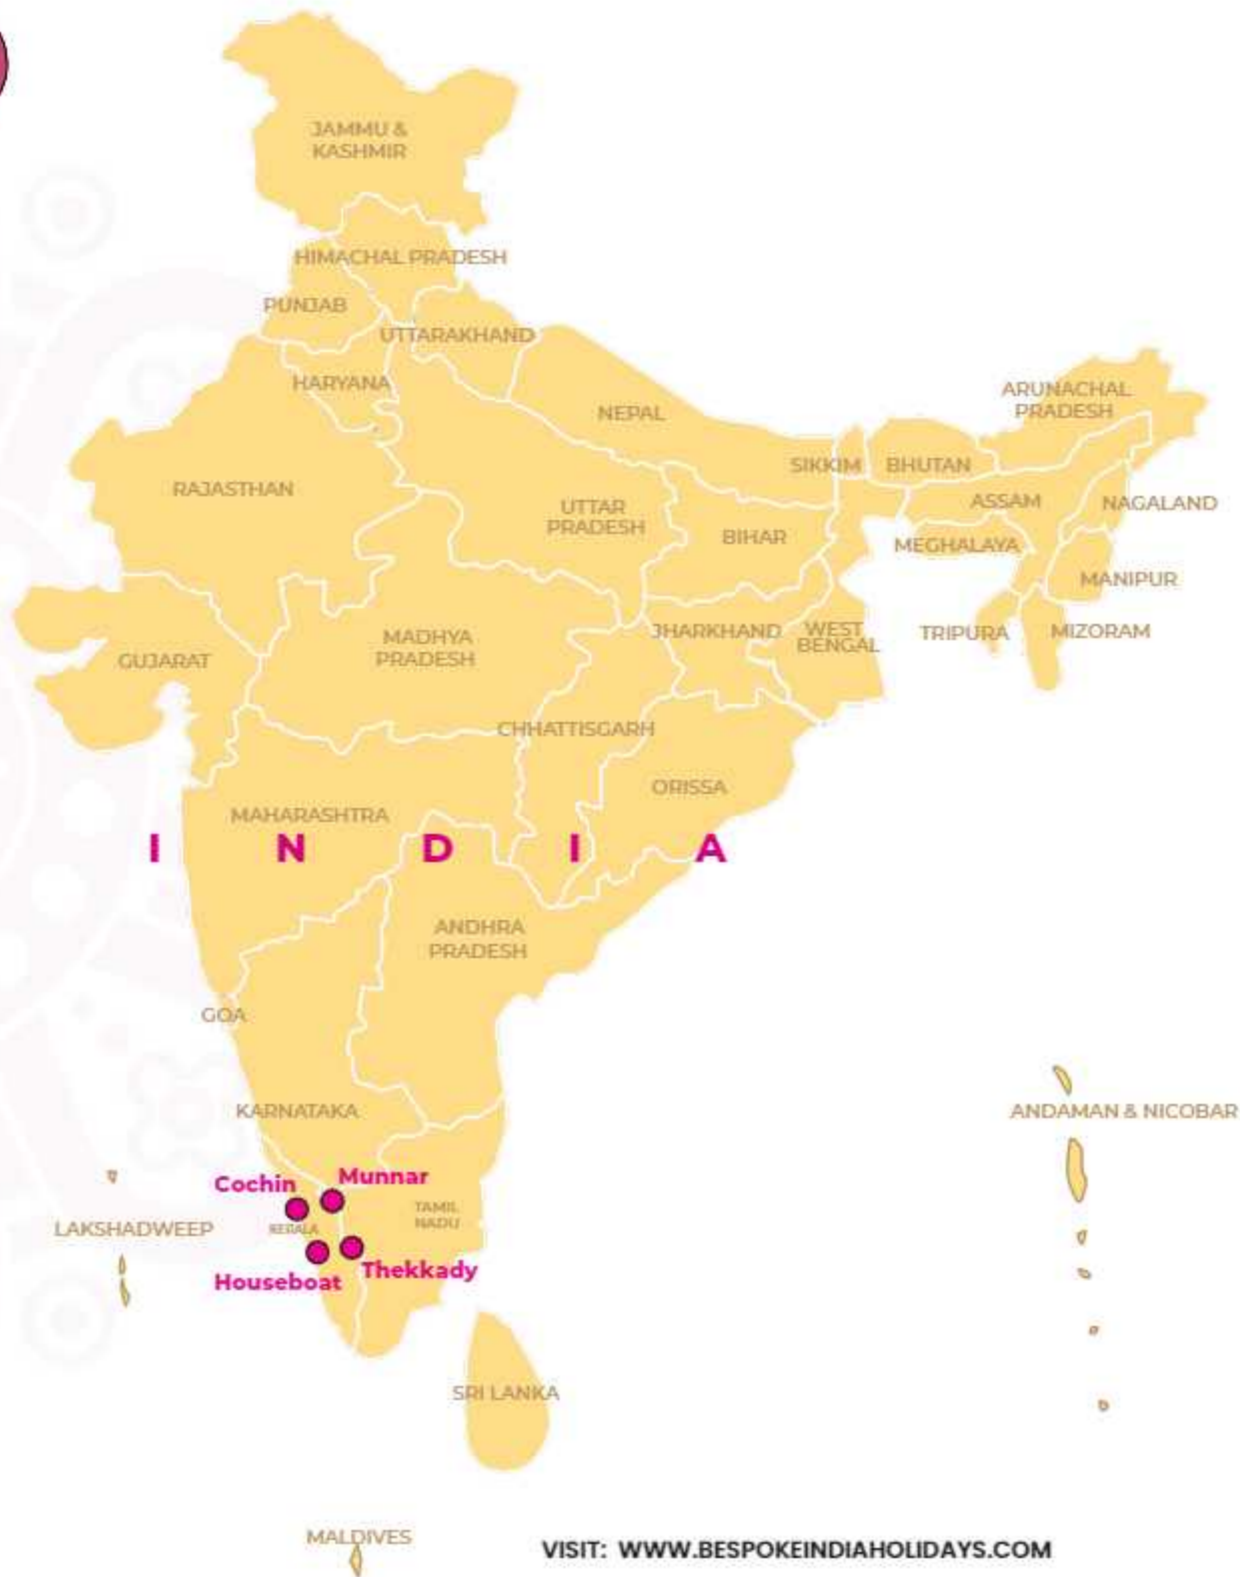 JAMMU &
KASHMIR
HIMACHAL PRADESH
PUNJAB
UTTARAKHAND
HARYANA
ARUNACHAL
PRADESH
NEPAL
SIKKIM
BHUTAN
RAJASTHAN
ASSAM
NAGALAND
UTTAR
PRADESH
BIHAR
MEGHALAYA
MANIPUR
JHARKHAND
WEST
BENGAL
TRIPURA
MIZORAM
MADHYA
PRADESH
GUJARAT
CHHATTISGARH
ORISSA
MAHARASHTRA
I N D I A
ANDHRA
PRADESH
GOA
KARNATAKA
ANDAMAN & NICOBAR
Munnar
Cochin
TAMIL
NADU
LAKSHADWEEP
KERALA
Thekkady
Houseboat
SRI LANKA
MALDIVES
VISIT: WWW.BESPOKEINDIAHOLIDAYS.COM